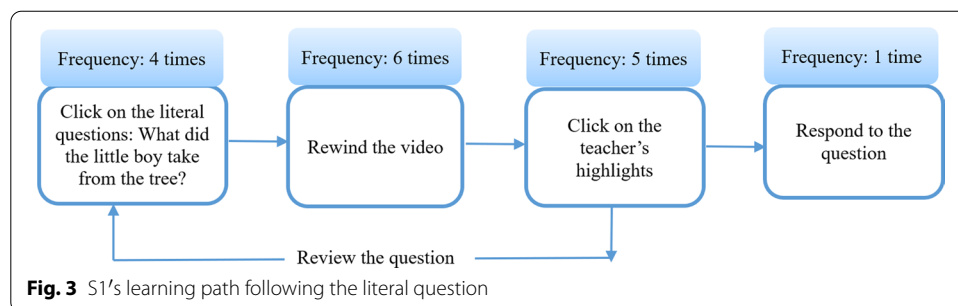 Frequency: 4 times
Click on the literal
questions: What did
the little boy take
from the tree?
Frequency: 6 times
Rewind the video
Frequency: 5 times
Click on the
teacher's
highlights
Frequency: 1 time
Respond to the
question
Review the question
Fig. 3 S1′s learning path following the literal question